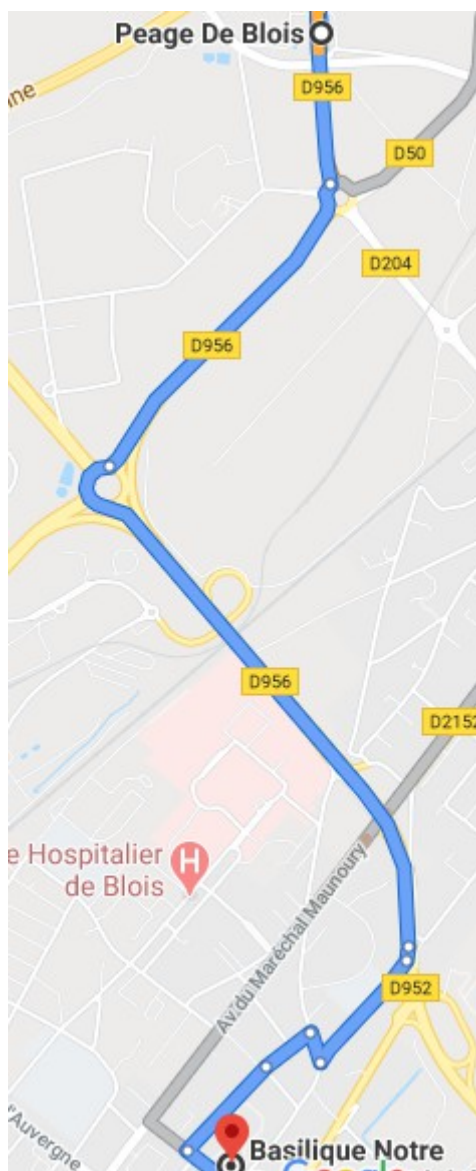 Peage De Blois
D956
ne
D50
D204
D956
D956
D2152
e Hospitalier
de Blois
H
Av. du Maréchal Maunoury
D952
d'Auvergne
Basilique Notre